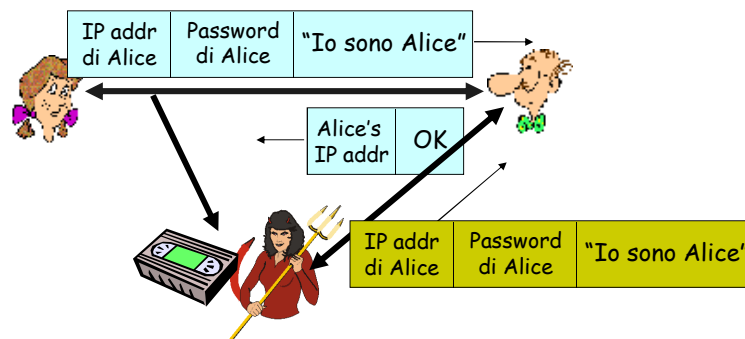 IP addr
di Alice
Password
di Alice
“Io sono Alice”
Alice's
IP addr
OK
IP addr
di Alice
Password
di Alice
“Io sono Alice”